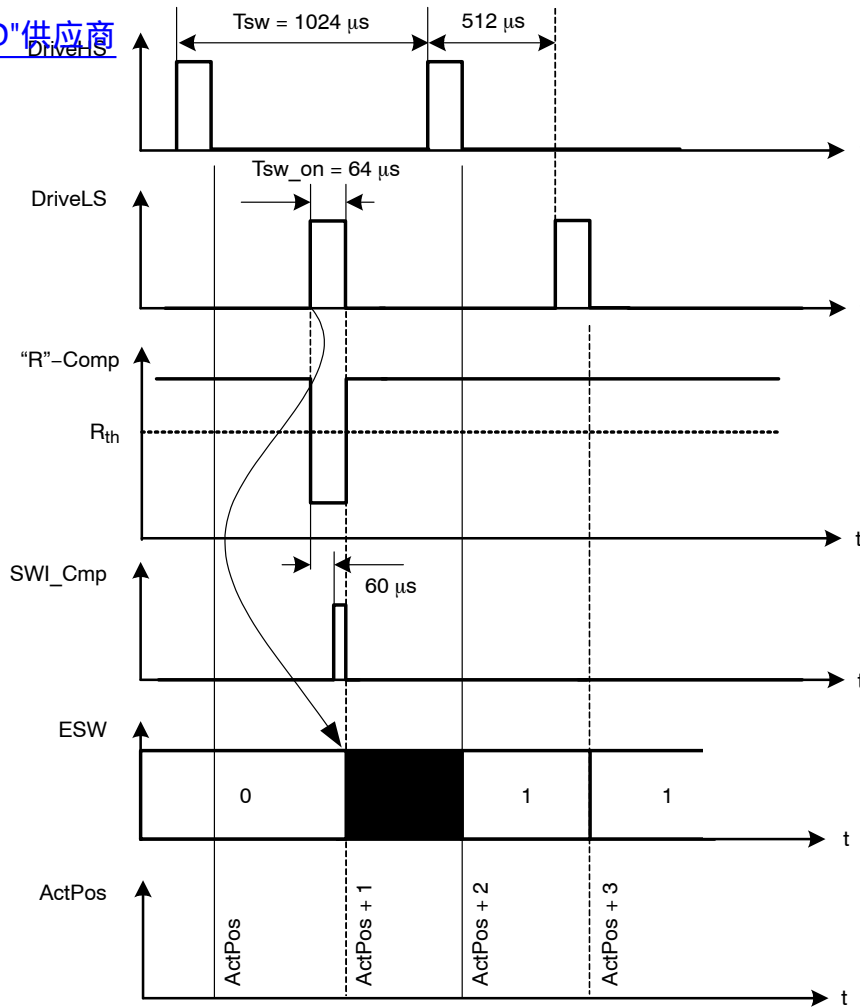 D"供应商
Tsw = 1024 μs
512 μs
DriveHS
Tsw_on = 64 μs
DriveLS
“R”–Comp
Rth
t
SWI_Cmp
60 μs
t
ESW
0
1
1
t
ActPos
ActPos
ActPos + 1
ActPos + 2
ActPos + 3
t